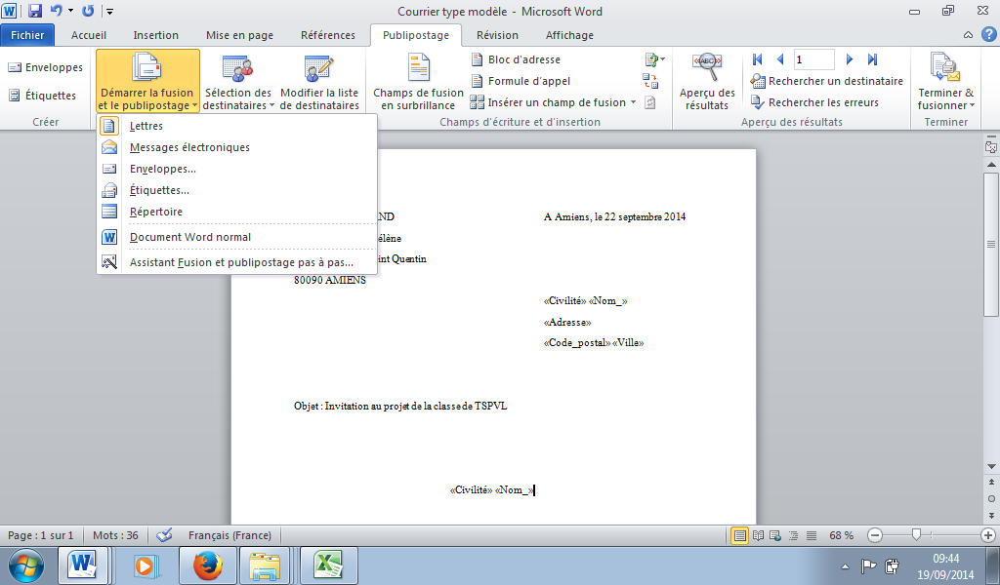 Courrier type modèle - Microsoft Word
Fichier Accueil Insertion Mise en page Références Publipostage Révision Affichage
Enveloppes
Étiquettes
Créer
Démarrer la fusion
et le publipostage
Sélection des
destinataires
Modifier la liste
de destinataires
Champs de fusion
en surbrillance
Bloc d'adresse
Formule d'appel
Insérer un champ de fusion
Champs d'écriture et d'insertion
«ABC»
Aperçu des
résultats
1
Rechercher un destinataire
Rechercher les erreurs
Aperçu des résultats
Terminer &
fusionner
Terminer
Lettres
Messages électroniques
Enveloppes...
Étiquettes...
Répertoire
Document Word normal
Assistant Fusion et publipostage pas à pas...
ND
élène
int Quentin
80090 AMIENS
A Amiens, le 22 septembre 2014
«Civilité» «Nom_»
«Adresse»
«Code_postal» «Ville»
Objet : Invitation au projet de la classe de TSPVL
«Civilité» «Nom_»
Page : 1 sur 1 Mots : 36 Français (France) 68 %
09:44
19/09/2014